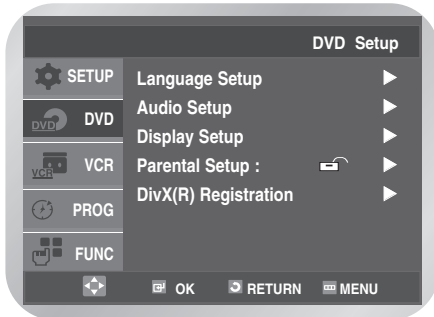 DVD Setup
SETUP
DVD
DVD
VCR
VCR
PROG
FUNC
Language Setup
Audio Setup
Display Setup
Parental Setup :
DivX(R) Registration
OK RETURN MENU